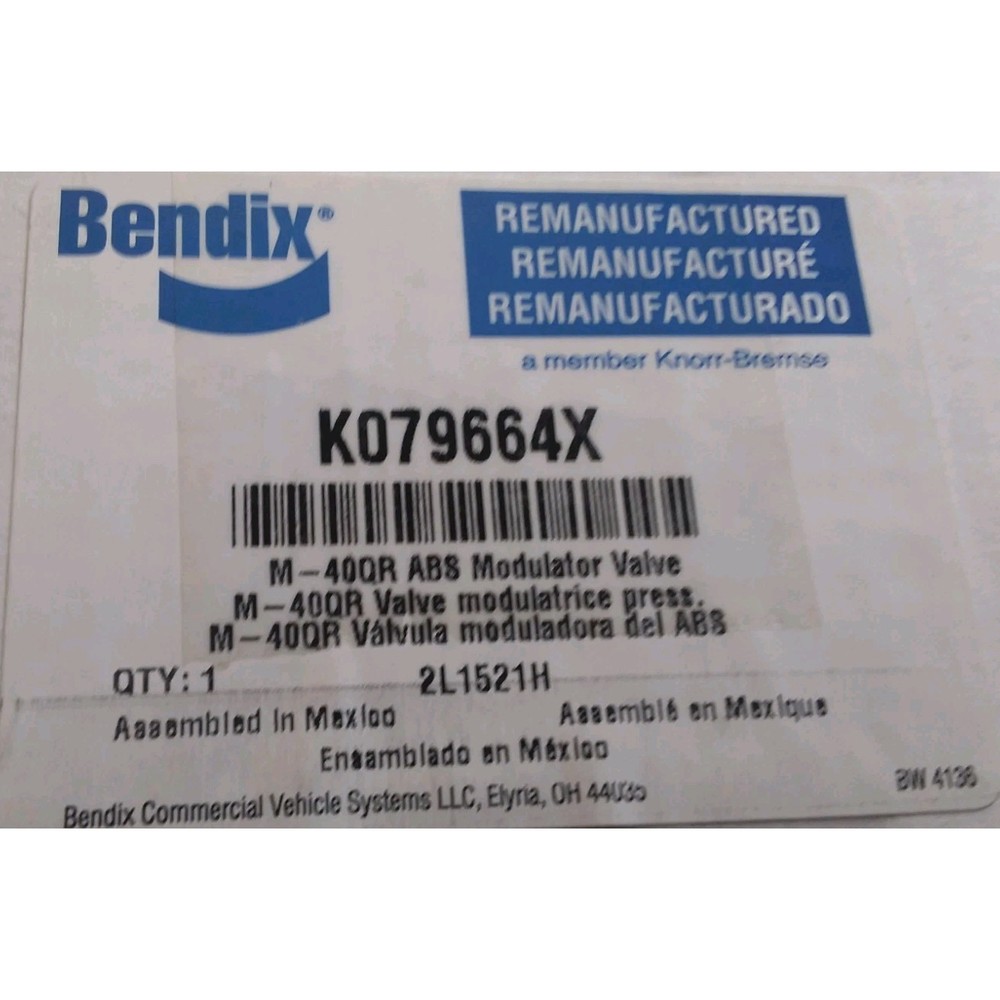 Bendix®
REMANUFACTURED
REMANUFACTURÉ
REMANUFACTURADO
a member Knorr-Bremse
K079664X
M-40QR ABS Modulator Valve
M-40QR Valve modulatrice press.
M-40QR Válvula moduladora del ABS
QTY: 1 2L1521H
Assembled in Mexico Assemblé en Mexique
Ensamblado en México
Bendix Commercial Vehicle Systems LLC, Elyria, OH 44035
BW 4136